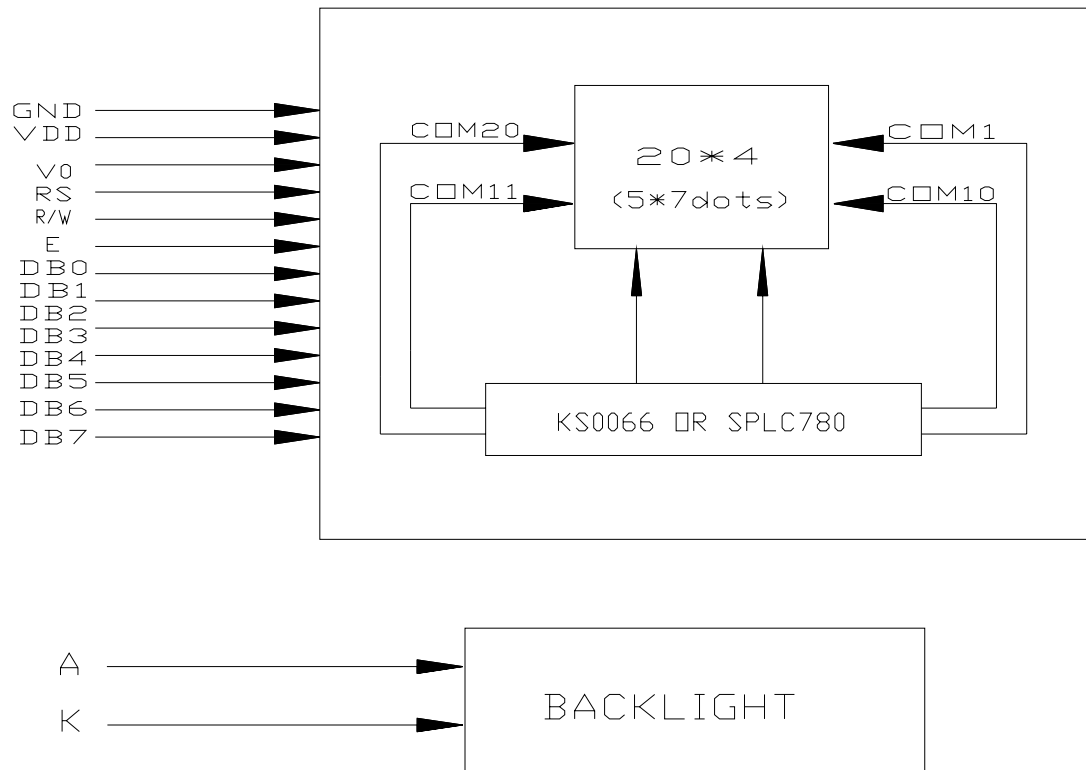 GND
VDD
V0
RS
R/W
E
DB0
DB1
DB2
DB3
DB4
DB5
DB6
DB7
COM20
COM11
20*4
(5*7dots)
COM1
COM10
KS0066 OR SPLC780
A
K
BACKLIGHT